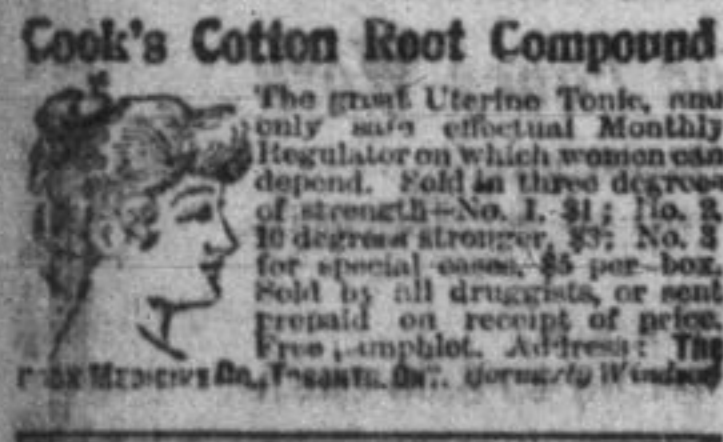 Cook's Cotton Root Compound
The great Uterine Tonic, and
only safe effectual Monthly
Regulator on which women can
depend. Sold in three degrees
of strength—No. 1, $1; No. 2,
10 degrees stronger, $3; No. 3,
for special cases, $5 per box.
Sold by all druggists, or sent
prepaid on receipt of price.
Free pamphlet. Address: The
Cook Medicine Co., Toronto, Ont. (formerly Windsor)